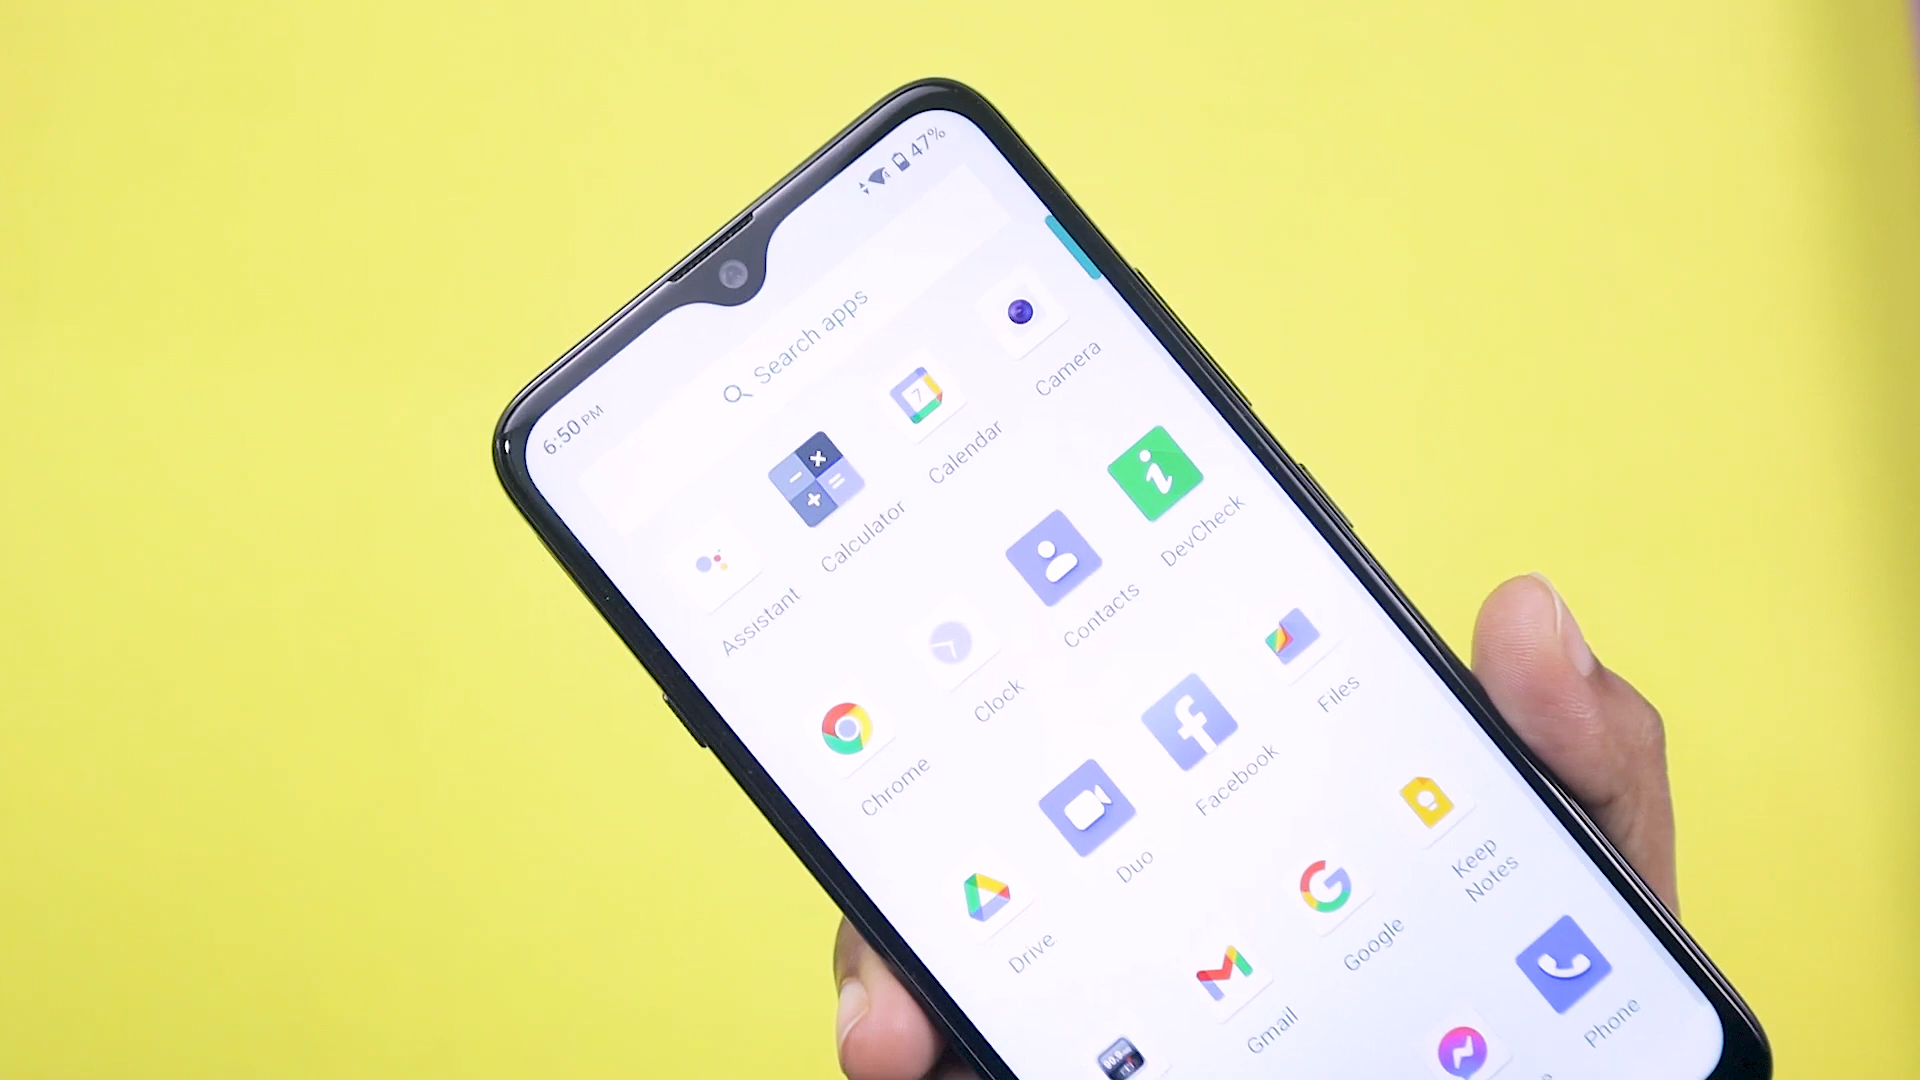 6:50 PM
47%
Search apps
Assistant
Calculator
Calendar
Camera
Chrome
Clock
Contacts
DevCheck
Drive
Duo
Facebook
Files
Gmail
Google
Keep
Notes
Phone
7